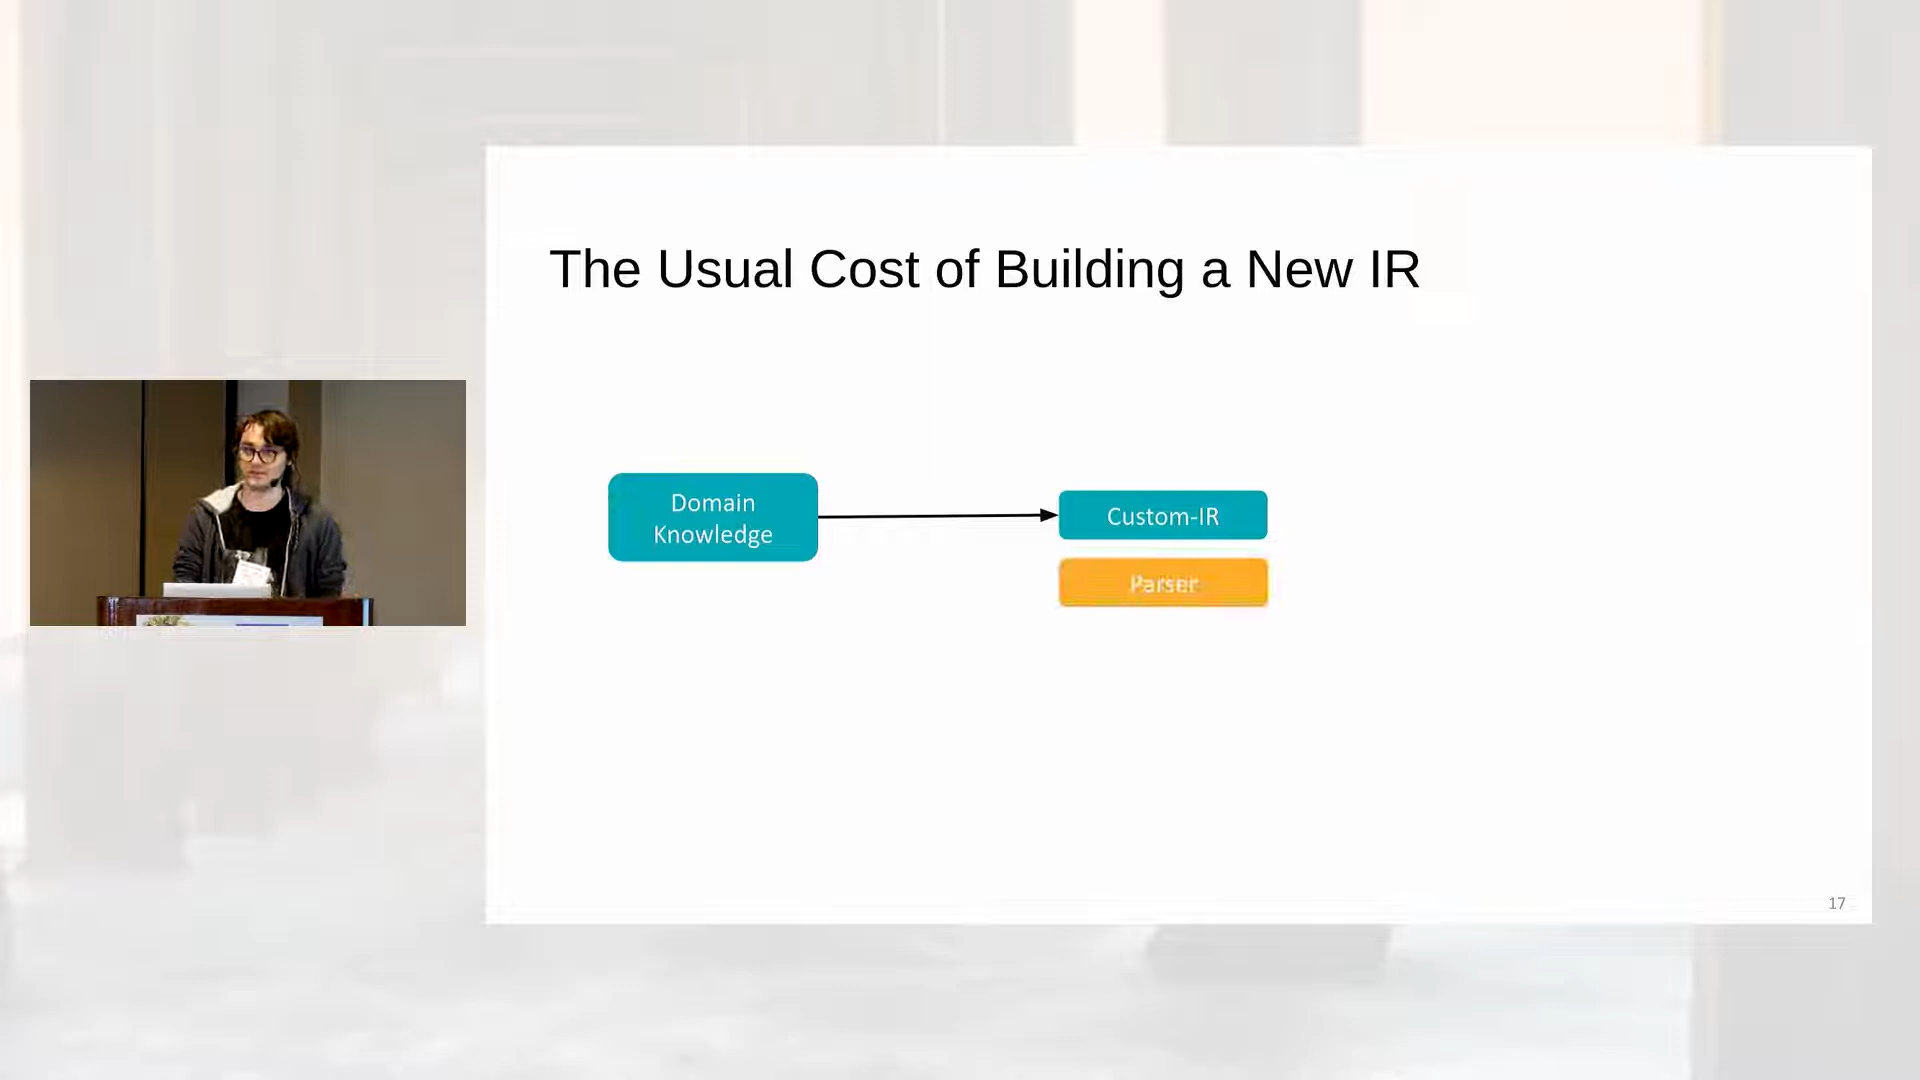 The Usual Cost of Building a New IR
Domain
Knowledge
Custom-IR
Parser
17